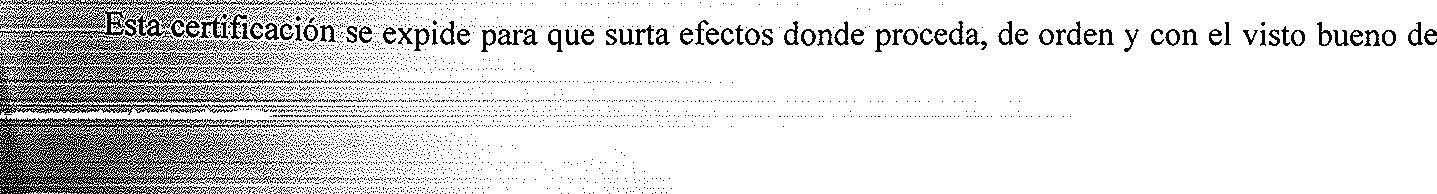 Esta certificación se expide para que surta efectos donde proceda, de orden y con el visto bueno de